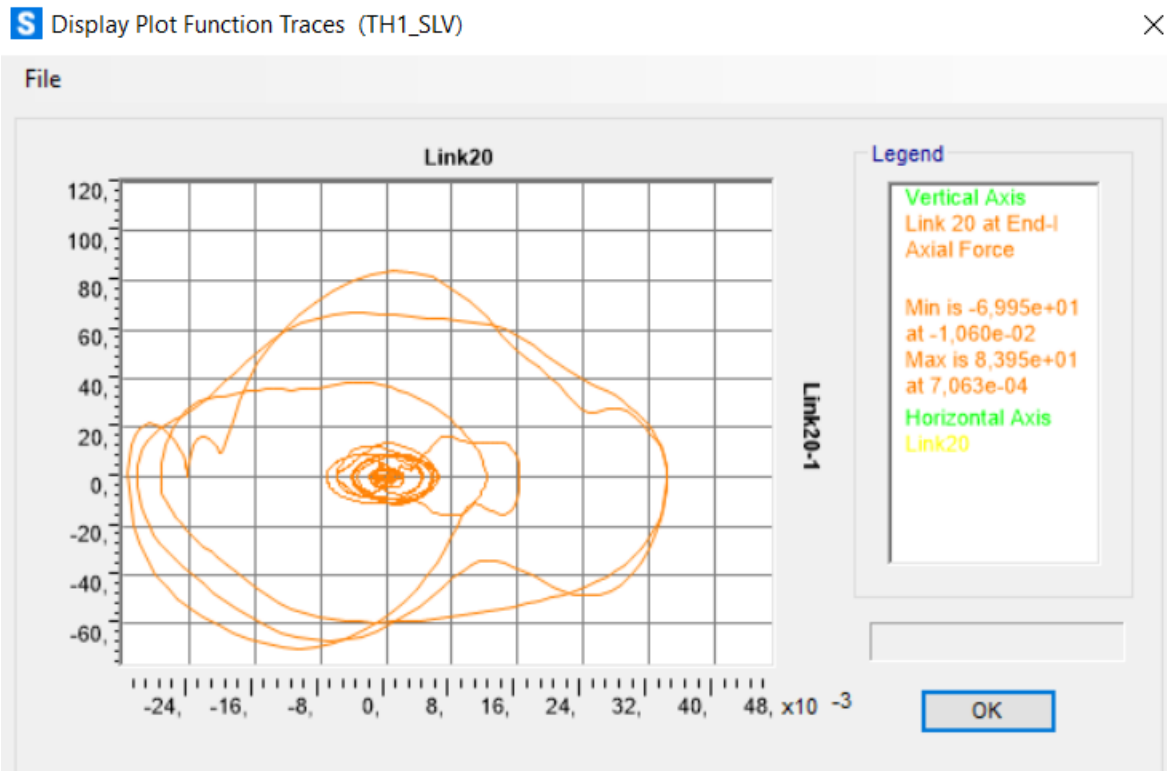 S Display Plot Function Traces (TH1_SLV)
File
Link20
120,
100,
80,
60,
40,
20,
0,
-20,
-40,
-60,
-24, -16, -8, 0, 8, 16, 24, 32, 40, 48, x10 -3
Link20-1
Legend
Vertical Axis
Link 20 at End-I
Axial Force
Min is -6,995e+01
at -1,060e-02
Max is 8,395e+01
at 7,063e-04
Horizontal Axis
Link20
OK